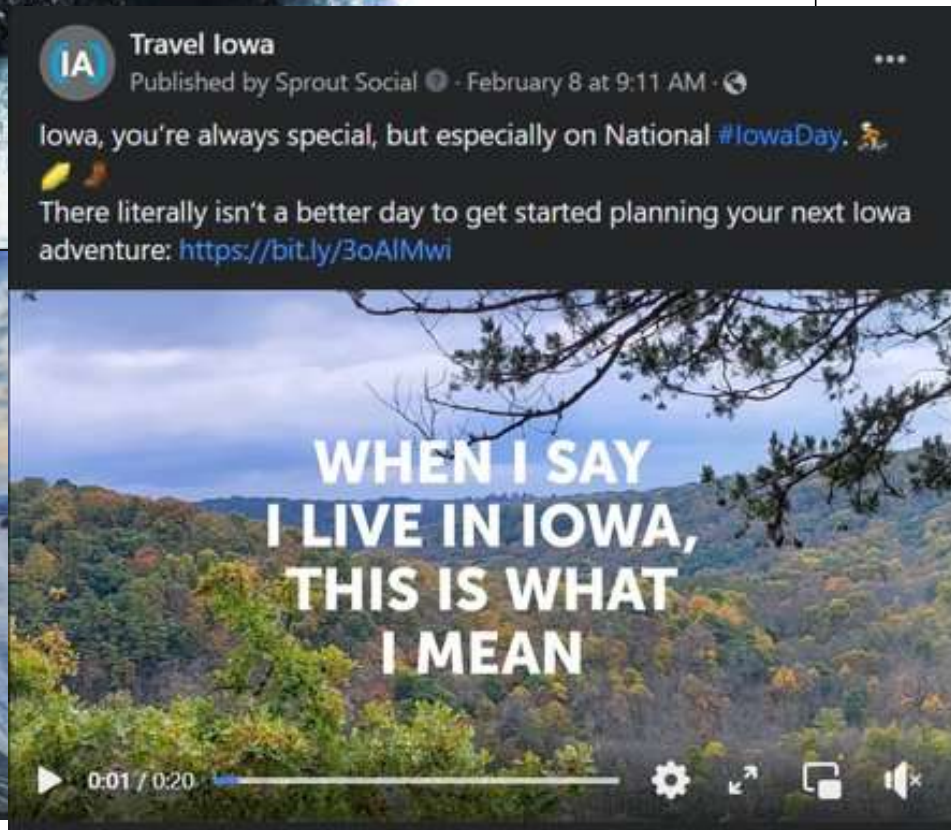 IA
Travel Iowa
Published by Sprout Social · February 8 at 9:11 AM ·
Iowa, you're always special, but especially on National #IowaDay.
There literally isn't a better day to get started planning your next Iowa
adventure: https://bit.ly/3oAlMwi
WHEN I SAY
I LIVE IN IOWA,
THIS IS WHAT
I MEAN
0:01 / 0:20